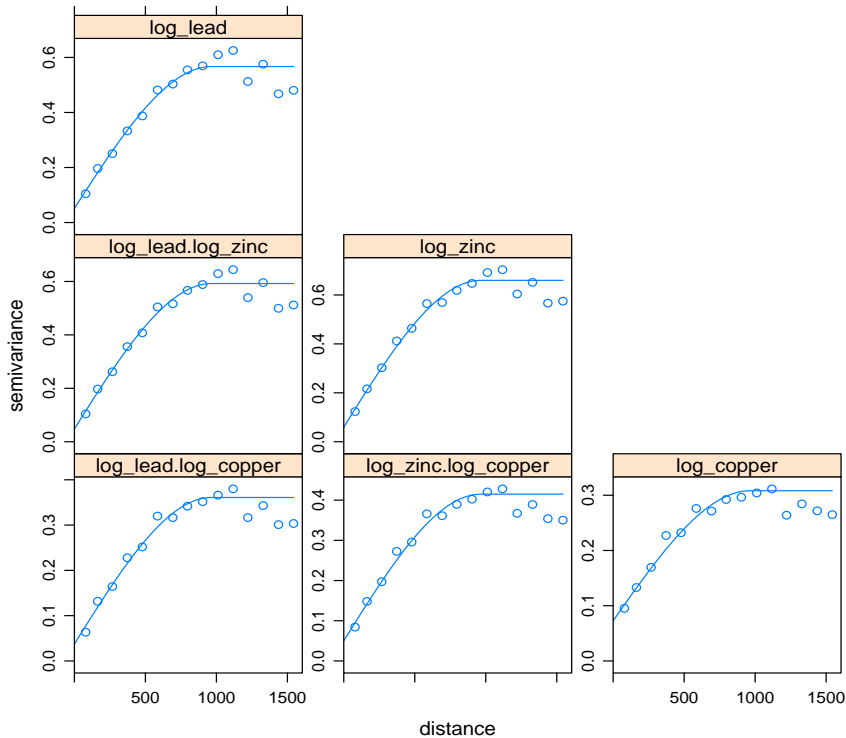 log_lead
0.0 0.2 0.4 0.6
log_lead.log_zinc
log_zinc
0.0 0.2 0.4 0.6
0.0 0.2 0.4 0.6
semivariance
log_lead.log_copper
log_zinc.log_copper
log_copper
0.0 0.1 0.2 0.3
0.0 0.1 0.2 0.3 0.4
0.0 0.1 0.2 0.3
500 1000 1500
500 1000 1500
distance